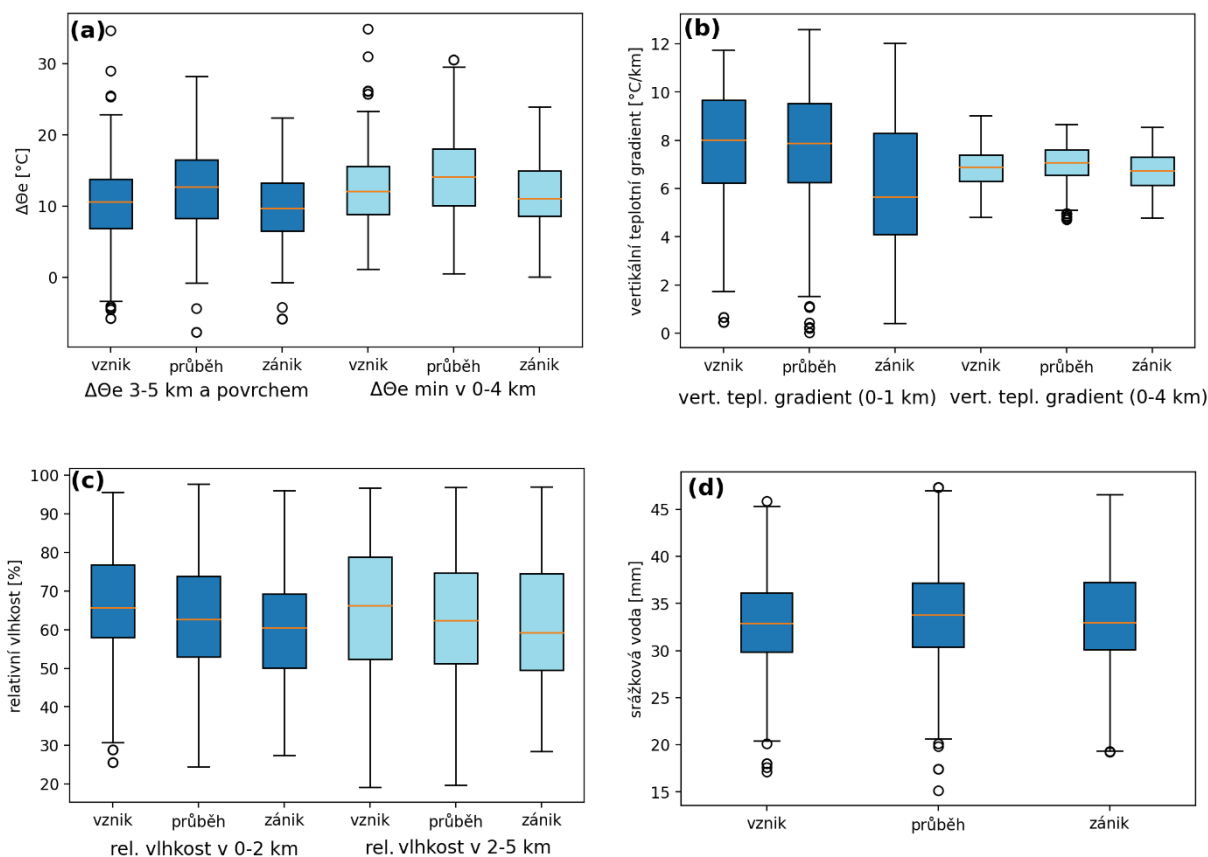 (a)
ΔΘe [°C]
30
20
10
0
vznik průběh zánik vznik průběh zánik
ΔΘe 3-5 km a povrchem ΔΘe min v 0-4 km
(b)
vertikální teplotní gradient [°C/km]
12
10
8
6
4
2
0
vznik průběh zánik vznik průběh zánik
vert. tepl. gradient (0-1 km) vert. tepl. gradient (0-4 km)
(c)
relativní vlhkost [%]
100
90
80
70
60
50
40
30
20
vznik průběh zánik vznik průběh zánik
rel. vlhkost v 0-2 km rel. vlhkost v 2-5 km
(d)
srážková voda [mm]
45
40
35
30
25
20
15
vznik průběh zánik